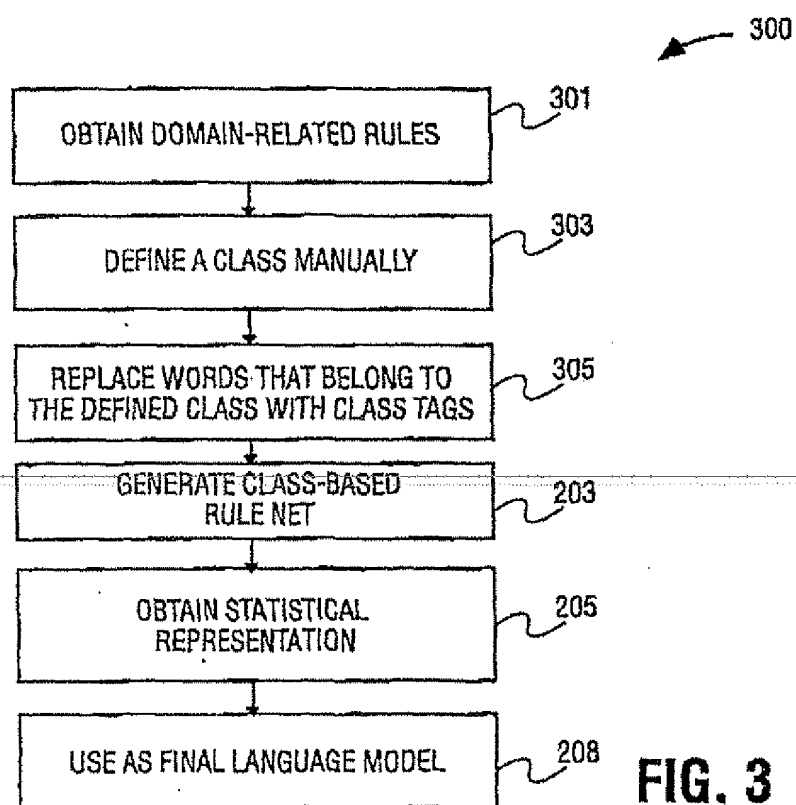 300
OBTAIN DOMAIN-RELATED RULES
301
DEFINE A CLASS MANUALLY
303
REPLACE WORDS THAT BELONG TO
THE DEFINED CLASS WITH CLASS TAGS
305
GENERATE CLASS-BASED
RULE NET
203
OBTAIN STATISTICAL
REPRESENTATION
205
USE AS FINAL LANGUAGE MODEL
208
FIG. 3